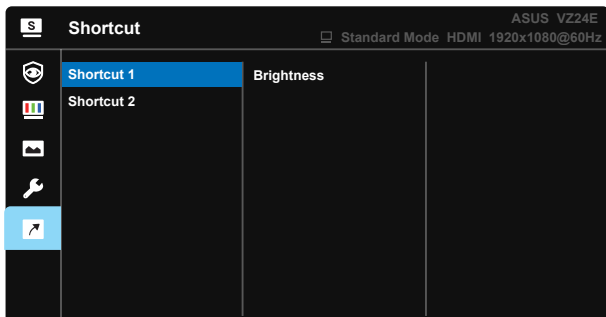 S Shortcut
ASUS VZ24E
Standard Mode HDMI 1920x1080@60Hz
Shortcut 1 Brightness
Shortcut 2